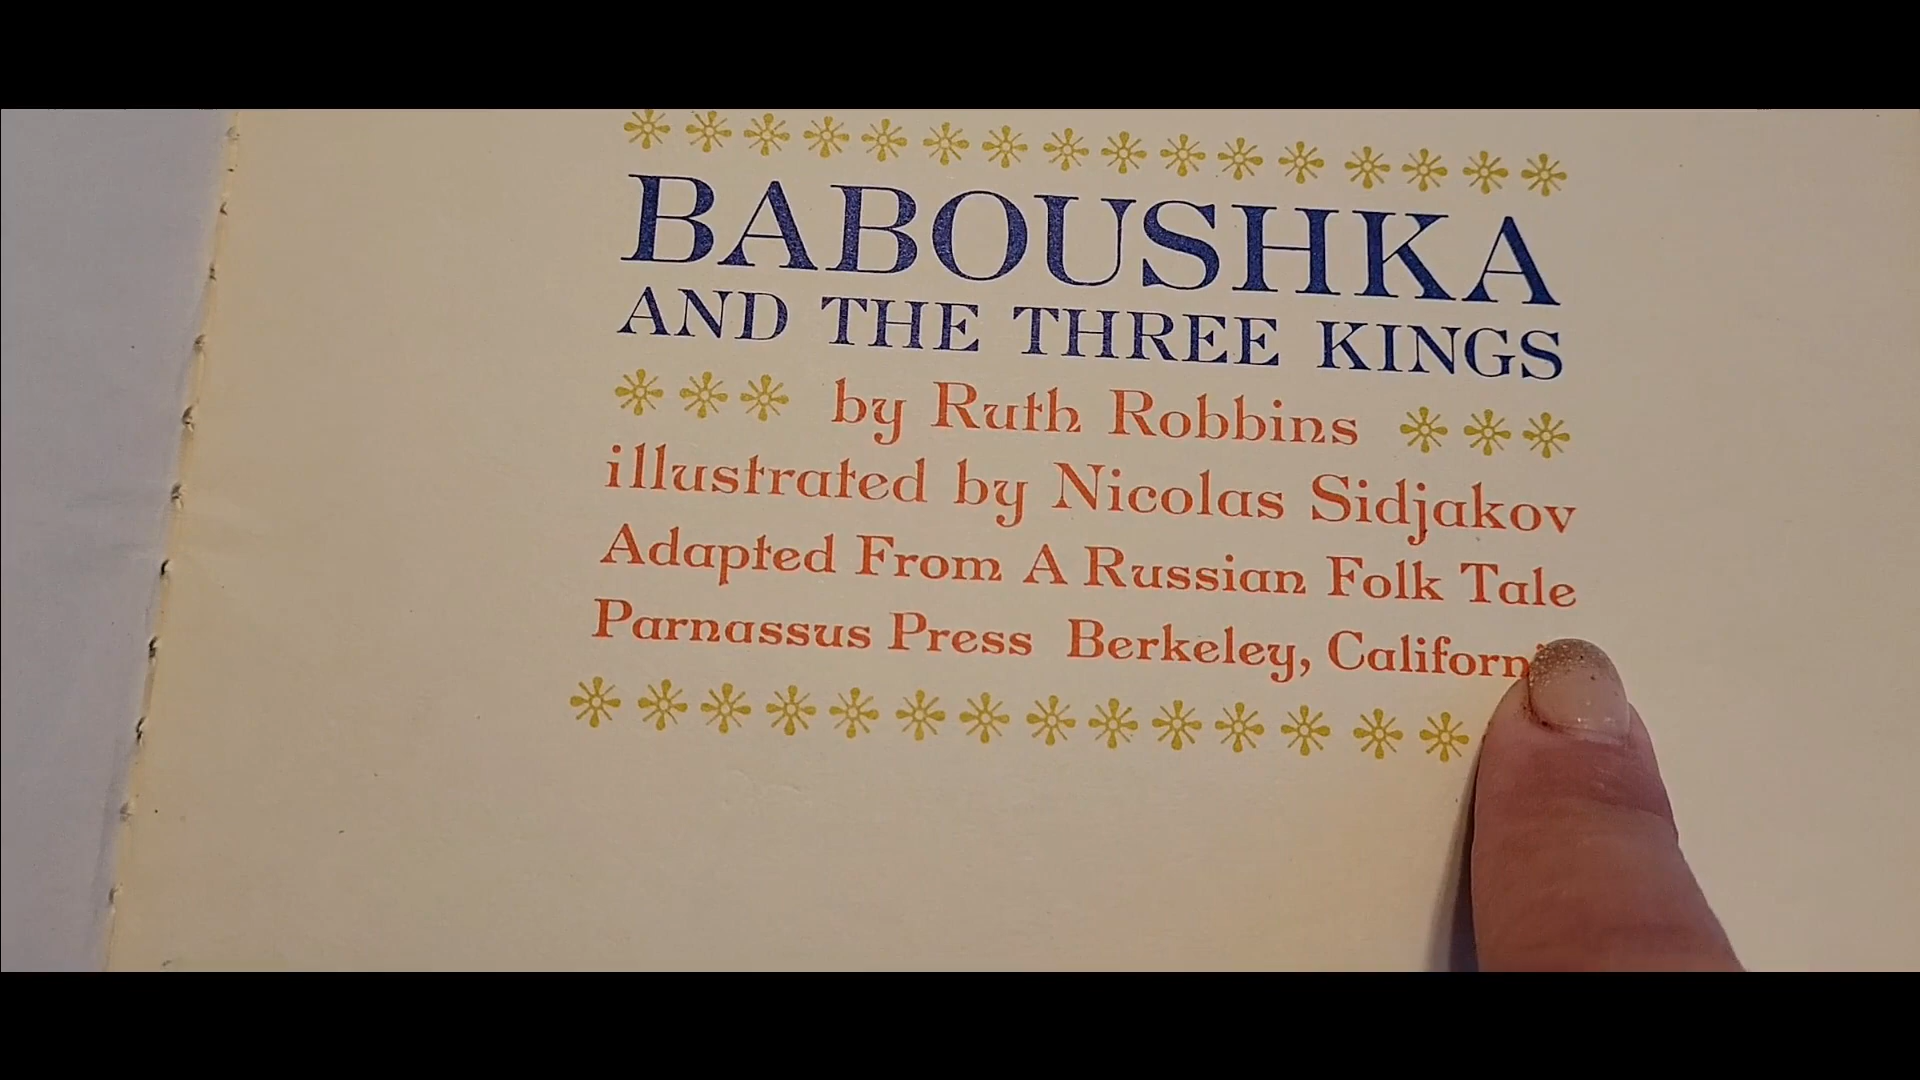 BABOUSHKA
AND THE THREE KINGS
by Ruth Robbins
illustrated by Nicolas Sidjakov
Adapted From A Russian Folk Tale
Parnassus Press Berkeley,